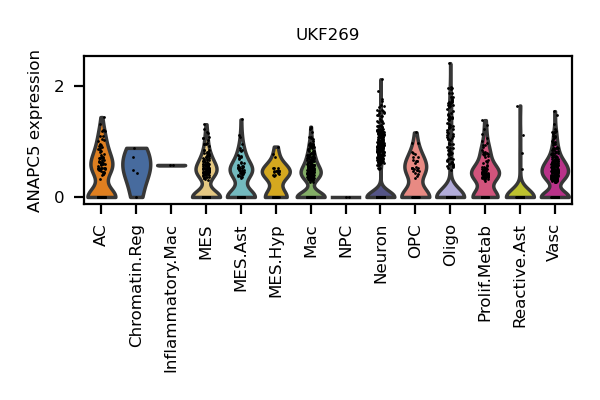 UKF269
ANAPC5 expression
2
0
AC
Chromatin.Reg
Inflammatory.Mac
MES
MES.Ast
MES.Hyp
Mac
NPC
Neuron
OPC
Oligo
Prolif.Metab
Reactive.Ast
Vasc